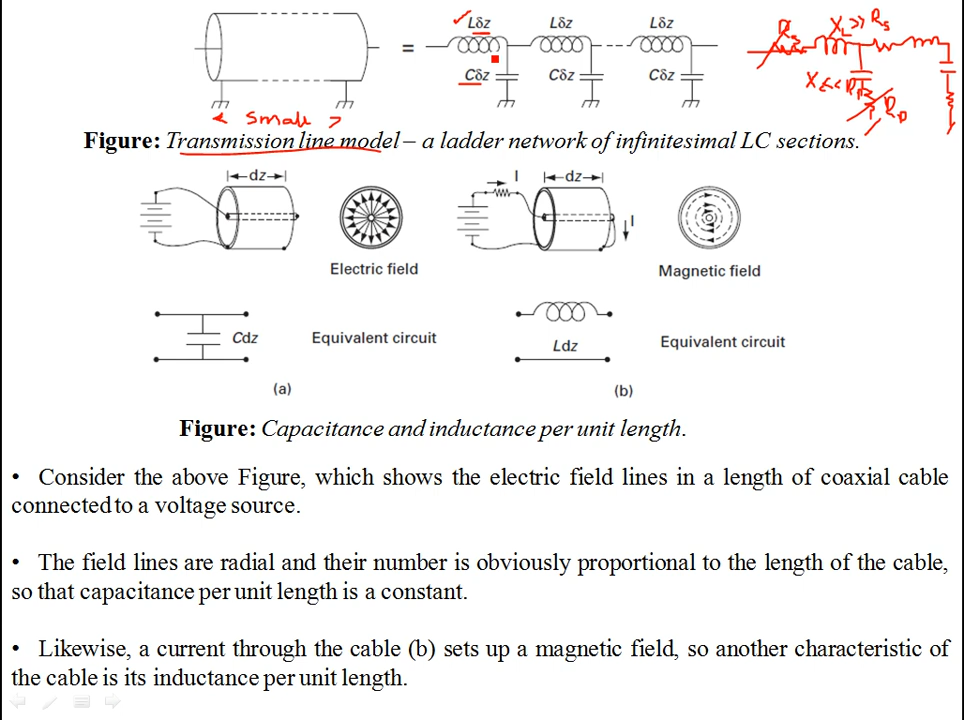 Lδz Lδz Lδz
=
Cδz Cδz Cδz
Rs XL >> Rs
X << Rp
Rp
< small >
Figure: Transmission line model – a ladder network of infinitesimal LC sections.
dz I dz
I
Electric field Magnetic field
Cdz Equivalent circuit Ldz Equivalent circuit
(a) (b)
Figure: Capacitance and inductance per unit length.
• Consider the above Figure, which shows the electric field lines in a length of coaxial cable
connected to a voltage source.
• The field lines are radial and their number is obviously proportional to the length of the cable,
so that capacitance per unit length is a constant.
• Likewise, a current through the cable (b) sets up a magnetic field, so another characteristic of
the cable is its inductance per unit length.